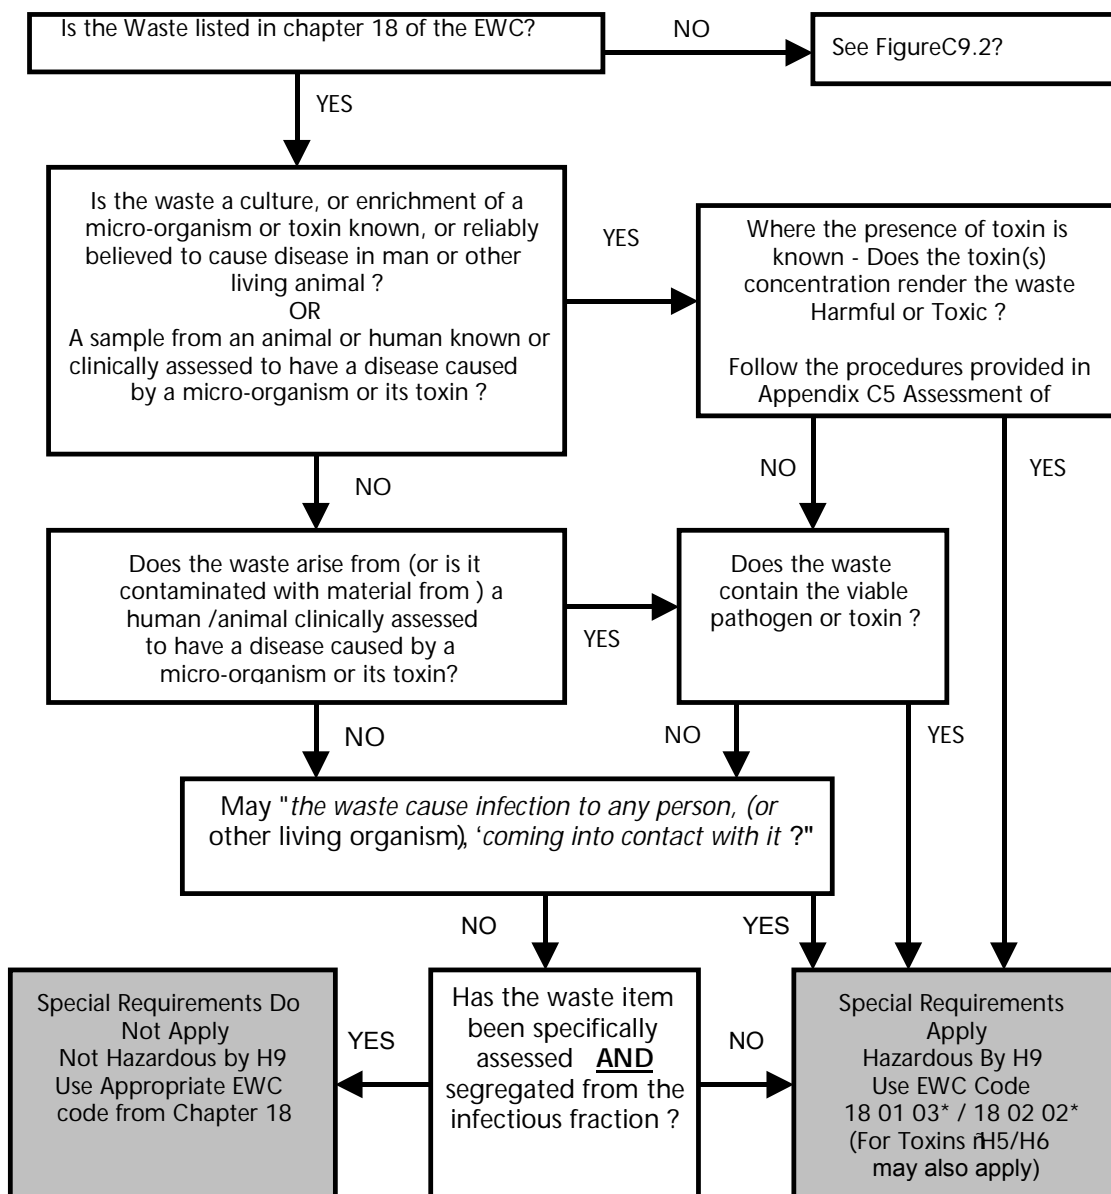 Is the Waste listed in chapter 18 of the EWC?
NO
See FigureC9.2?
YES
Is the waste a culture, or enrichment of a
micro-organism or toxin known, or reliably
believed to cause disease in man or other
living animal ?
OR
A sample from an animal or human known or
clinically assessed to have a disease caused
by a micro-organism or its toxin ?
YES
Where the presence of toxin is
known - Does the toxin(s)
concentration render the waste
Harmful or Toxic ?
Follow the procedures provided in
Appendix C5 Assessment of
NO
NO
YES
Does the waste arise from (or is it
contaminated with material from ) a
human /animal clinically assessed
to have a disease caused by a
micro-organism or its toxin?
YES
Does the waste
contain the viable
pathogen or toxin ?
NO
NO
YES
May "the waste cause infection to any person, (or
other living organism), ‘coming into contact with it ?"
NO
YES
Special Requirements Do
Not Apply
Not Hazardous by H9
Use Appropriate EWC
code from Chapter 18
YES
Has the waste item
been specifically
assessed AND
segregated from the
infectious fraction ?
NO
Special Requirements
Apply
Hazardous By H9
Use EWC Code
18 01 03* / 18 02 02*
(For Toxins ñH5/H6
may also apply)